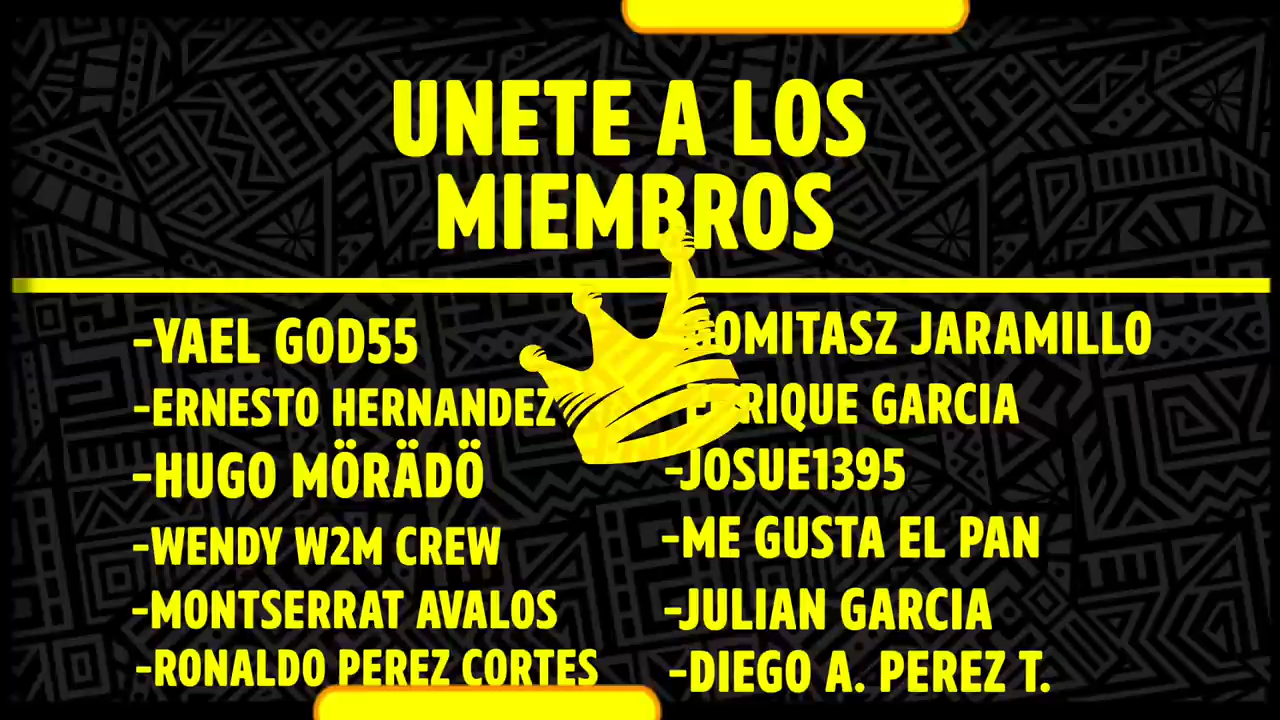 UNETE A LOS
MIEMBROS
-YAEL GOD55
-ERNESTO HERNANDEZ
-HUGO MÖRÄDÖ
-WENDY W2M CREW
-MONTSERRAT AVALOS
-RONALDO PEREZ CORTES
JARAMILLO
-ENRIQUE GARCIA
-JOSUE1395
-ME GUSTA EL PAN
-JULIAN GARCIA
-DIEGO A. PEREZ T.